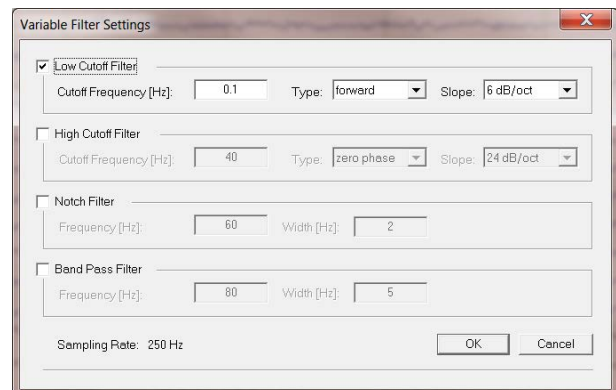 Variable Filter Settings
Low Cutoff Filter
Cutoff Frequency [Hz]: 0.1 Type: forward Slope: 6 dB/oct
High Cutoff Filter
Cutoff Frequency [Hz]: 40 Type: zero phase Slope: 24 dB/oct
Notch Filter
Frequency [Hz]: 60 Width [Hz]: 2
Band Pass Filter
Frequency [Hz]: 80 Width [Hz]: 5
Sampling Rate: 250 Hz OK Cancel